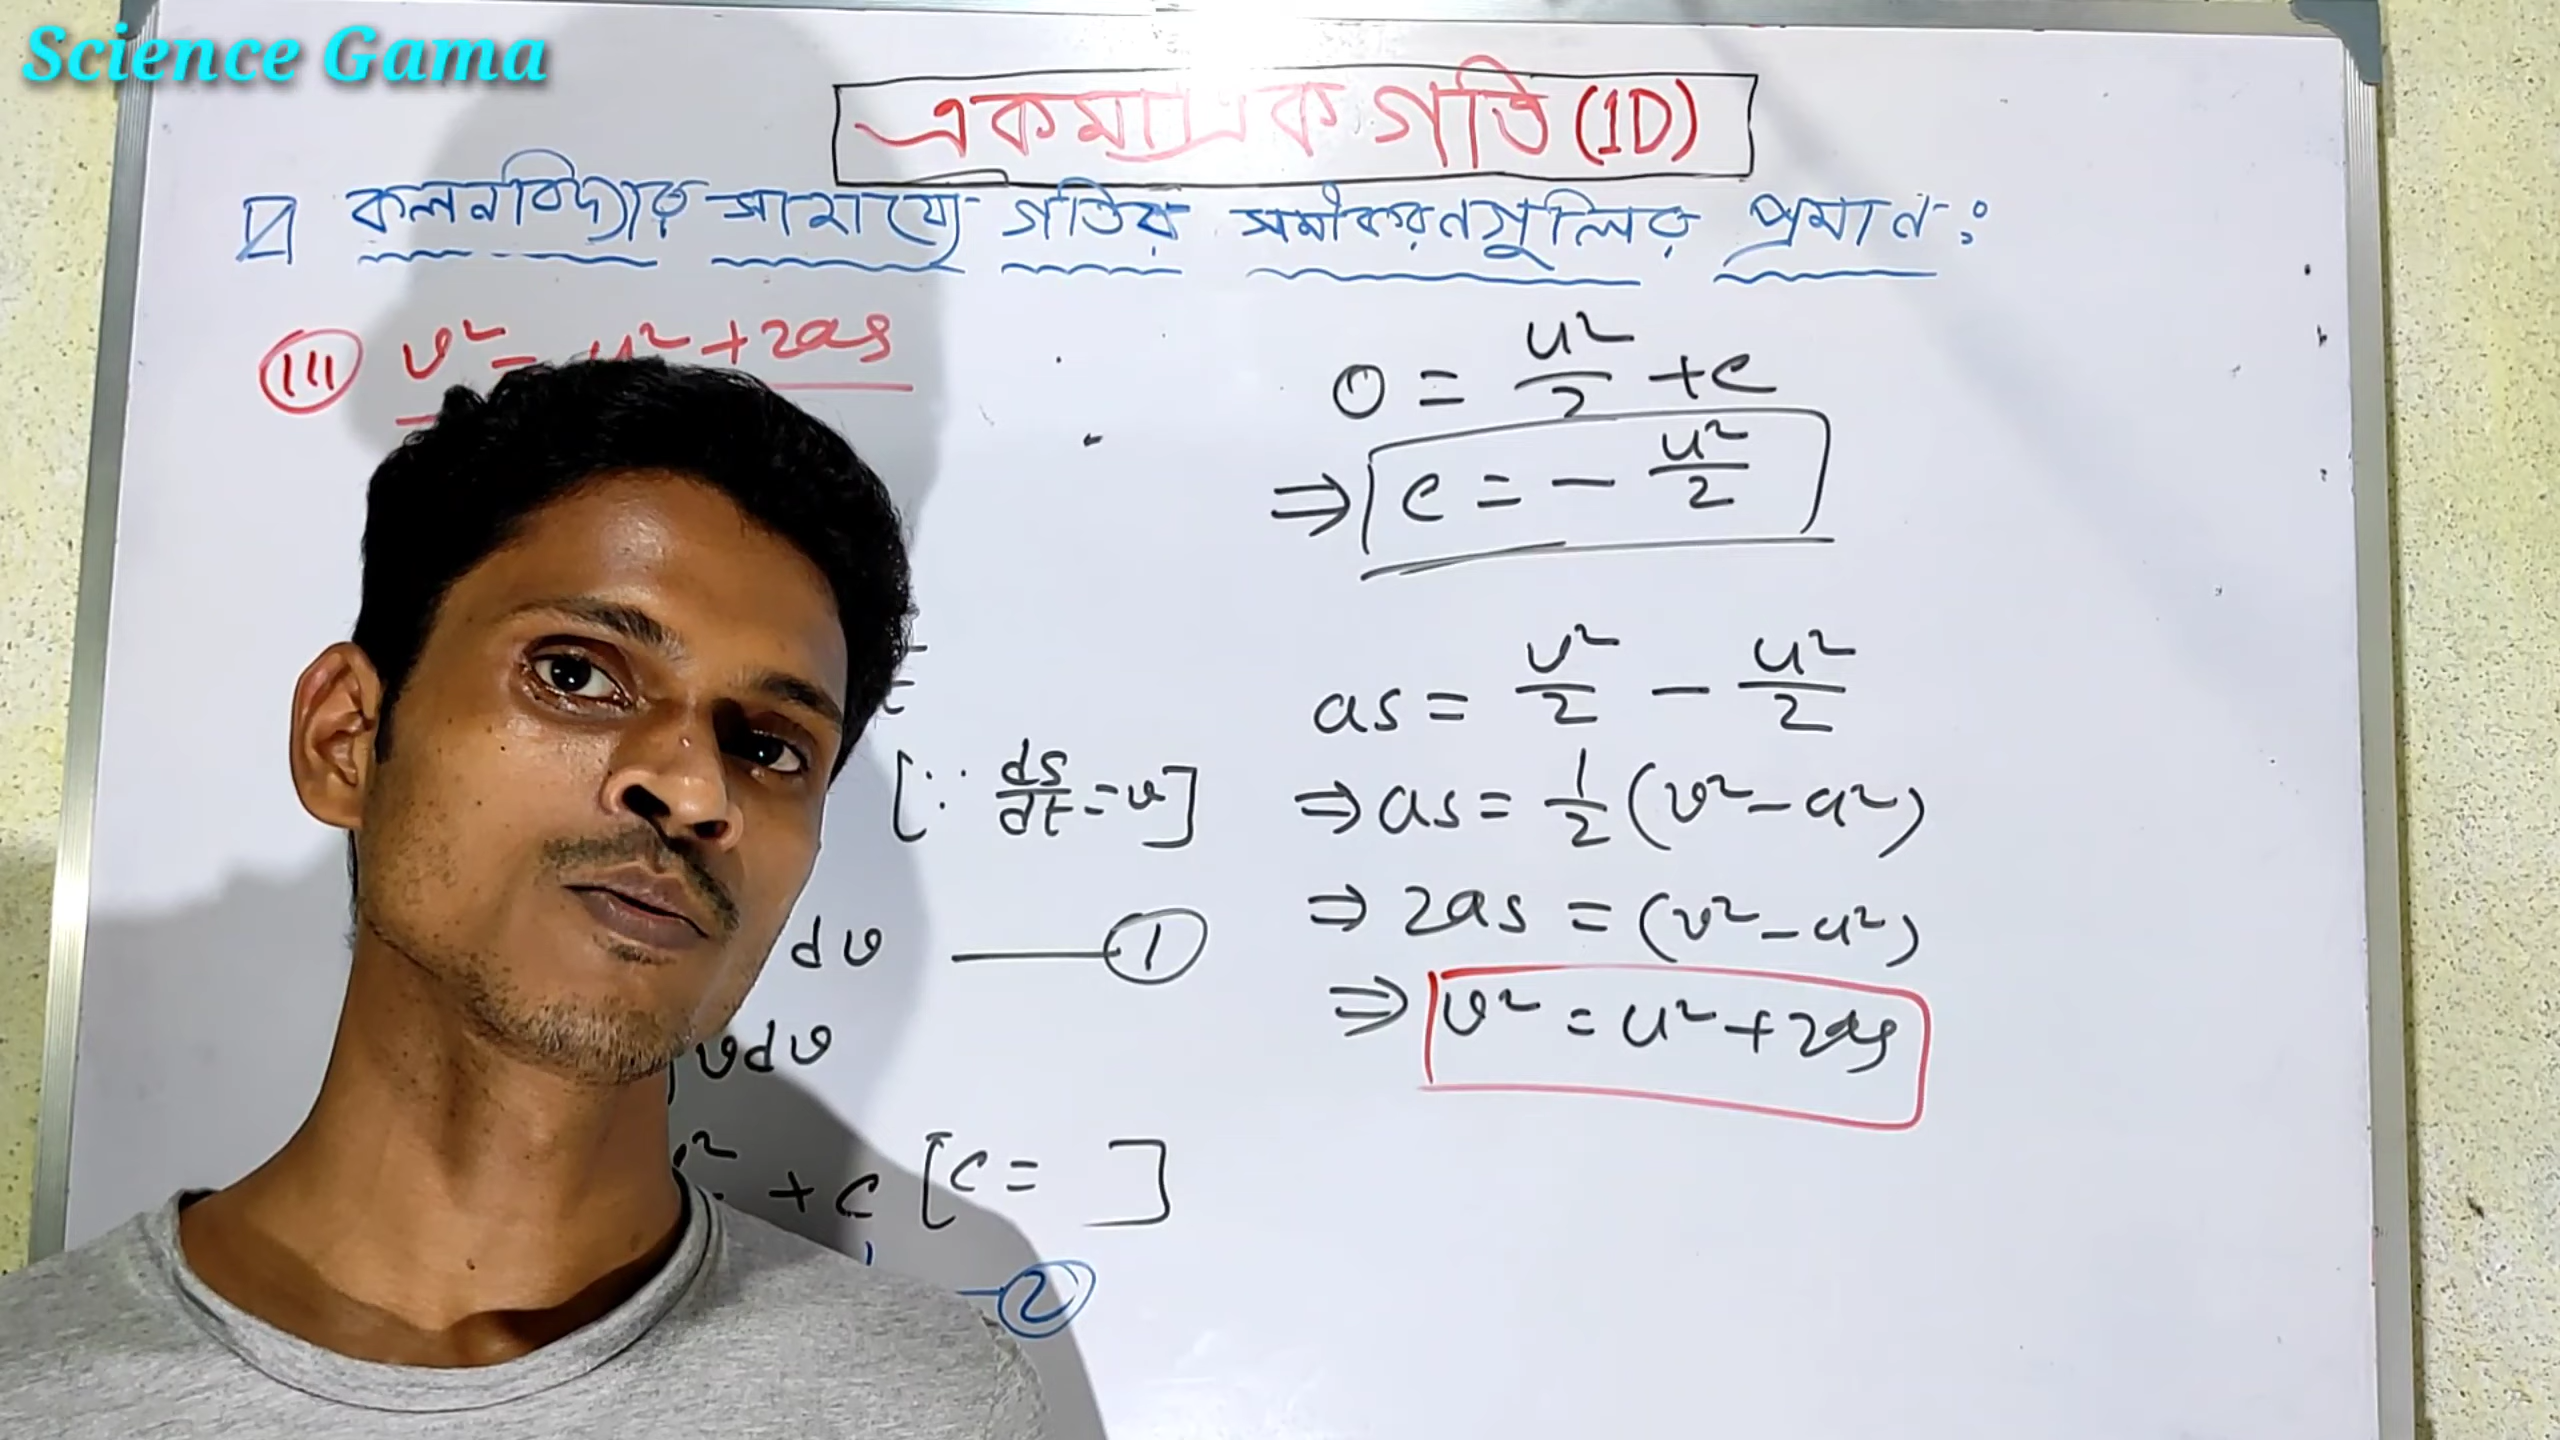 Science Gama
একমাত্রিক গতি (1D)
কলনবিদ্যার সাহায্যে গতির সমীকরণগুলির প্রমাণ:
(iii) v² = u² + 2as
[∵ ds/dt = v]
dv ——— (1)
vdv
² + c [c = ]
— (2)
0 = u²/2 + c
⇒ c = - u²/2
as = v²/2 - u²/2
⇒ as = 1/2 (v² - u²)
⇒ 2as = (v² - u²)
⇒ v² = u² + 2as